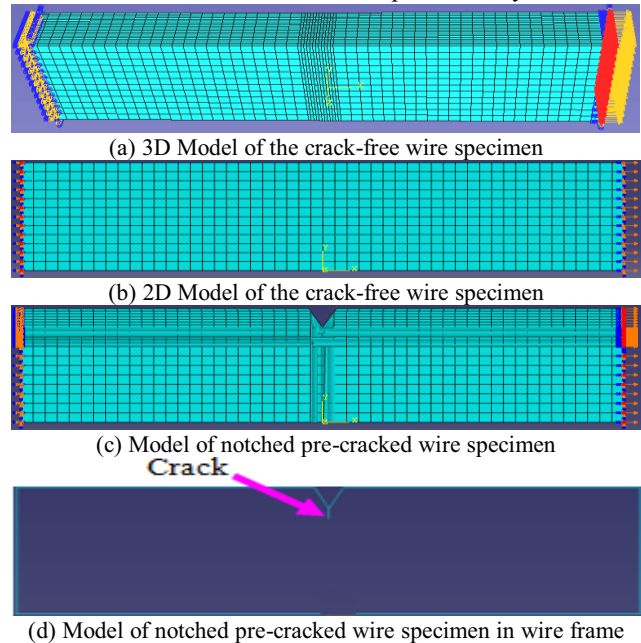 (a) 3D Model of the crack-free wire specimen
(b) 2D Model of the crack-free wire specimen
(c) Model of notched pre-cracked wire specimen
Crack
(d) Model of notched pre-cracked wire specimen in wire frame